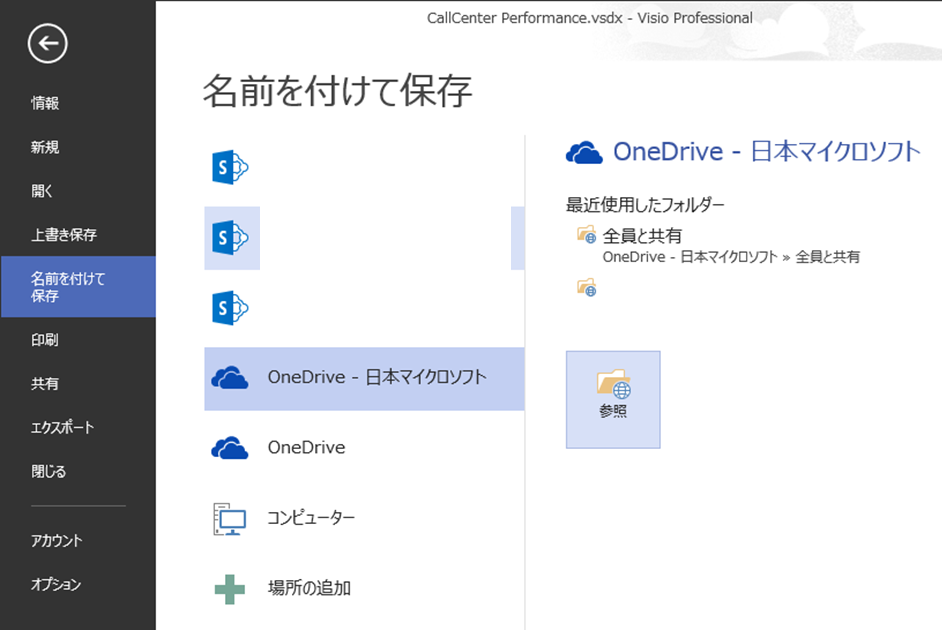 CallCenter Performance.vsdx - Visio Professional
情報
新規
開く
上書き保存
名前を付けて
保存
印刷
共有
エクスポート
閉じる
アカウント
オプション
名前を付けて保存
S
S
S
OneDrive - 日本マイクロソフト
OneDrive
コンピューター
場所の追加
OneDrive - 日本マイクロソフト
最近使用したフォルダー
全員と共有
OneDrive - 日本マイクロソフト » 全員と共有
参照